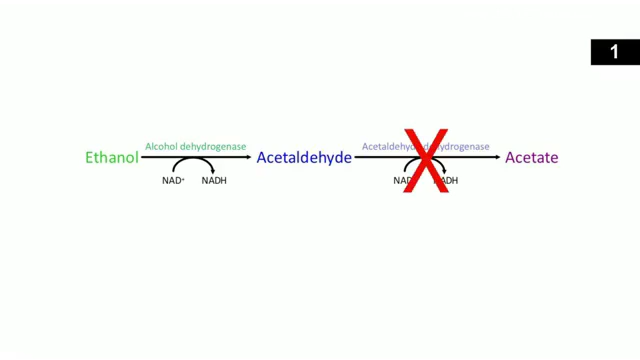 1
Alcohol dehydrogenase
Ethanol
Acetaldehyde
Acetate
NAD+
NADH